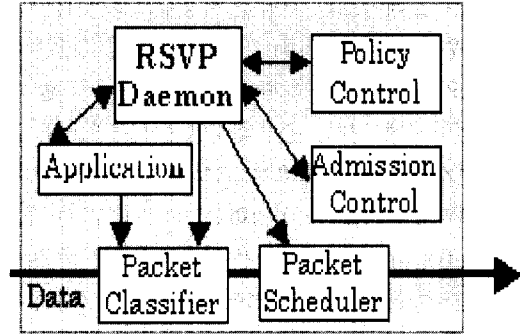 RSVP
Daemon
Policy
Control
Application
Admission
Control
Packet
Classifier
Packet
Scheduler
Data